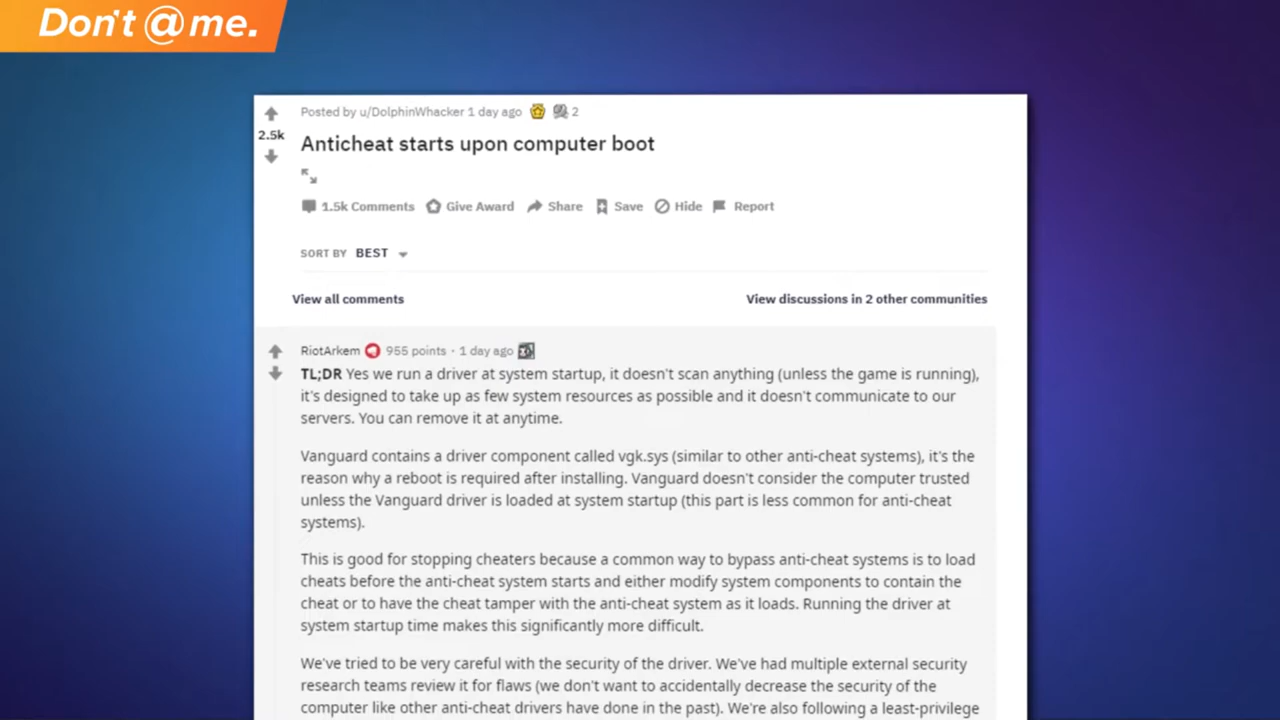 Don't @ me.
Posted by u/DolphinWhacker 1 day ago 2
2.5k
Anticheat starts upon computer boot
1.5k Comments Give Award Share Save Hide Report
SORT BY BEST
View all comments View discussions in 2 other communities
RiotArkem 955 points · 1 day ago
TL;DR Yes we run a driver at system startup, it doesn't scan anything (unless the game is running),
it's designed to take up as few system resources as possible and it doesn't communicate to our
servers. You can remove it at anytime.
Vanguard contains a driver component called vgk.sys (similar to other anti-cheat systems), it's the
reason why a reboot is required after installing. Vanguard doesn't consider the computer trusted
unless the Vanguard driver is loaded at system startup (this part is less common for anti-cheat
systems).
This is good for stopping cheaters because a common way to bypass anti-cheat systems is to load
cheats before the anti-cheat system starts and either modify system components to contain the
cheat or to have the cheat tamper with the anti-cheat system as it loads. Running the driver at
system startup time makes this significantly more difficult.
We've tried to be very careful with the security of the driver. We've had multiple external security
research teams review it for flaws (we don't want to accidentally decrease the security of the
computer like other anti-cheat drivers have done in the past). We're also following a least-privilege